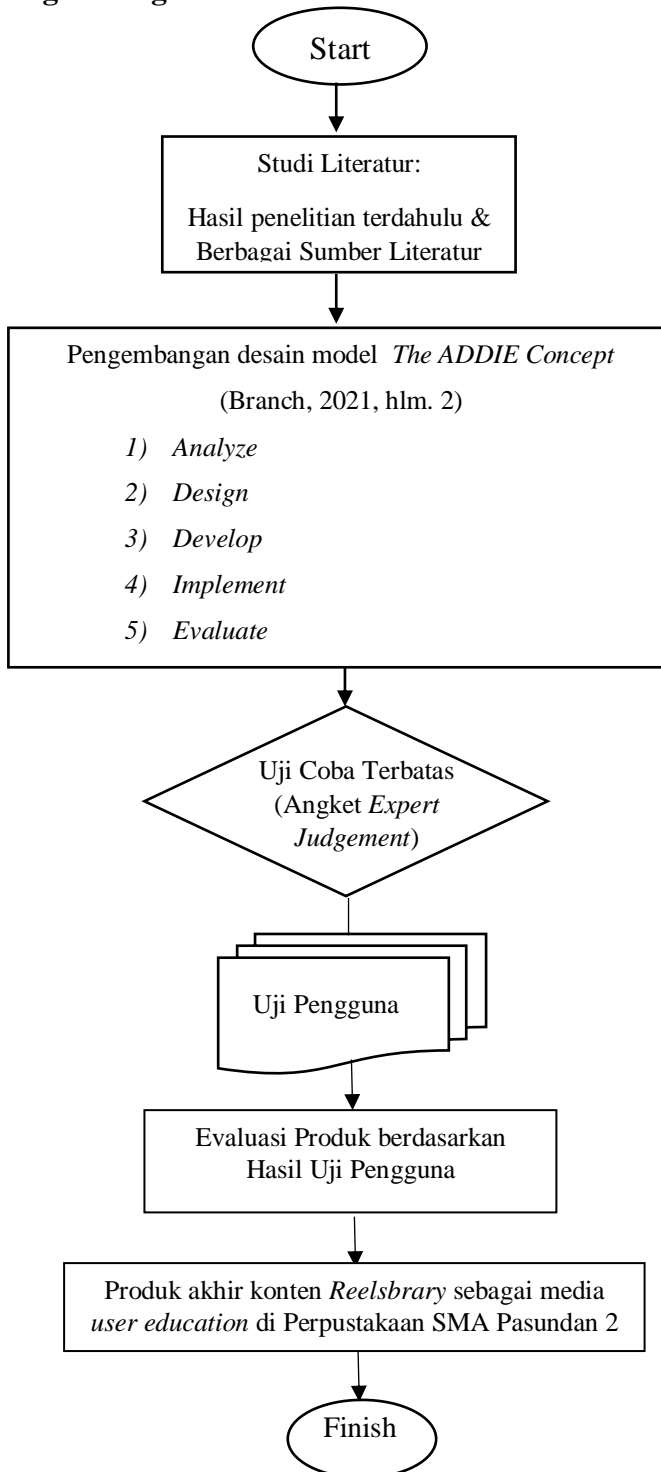 Start
Studi Literatur:
Hasil penelitian terdahulu &
Berbagai Sumber Literatur
Pengembangan desain model The ADDIE Concept
(Branch, 2021, hlm. 2)
1) Analyze
2) Design
3) Develop
4) Implement
5) Evaluate
Uji Coba Terbatas
(Angket Expert
Judgement)
Uji Pengguna
Evaluasi Produk berdasarkan
Hasil Uji Pengguna
Produk akhir konten Reelsbrary sebagai media
user education di Perpustakaan SMA Pasundan 2
Finish